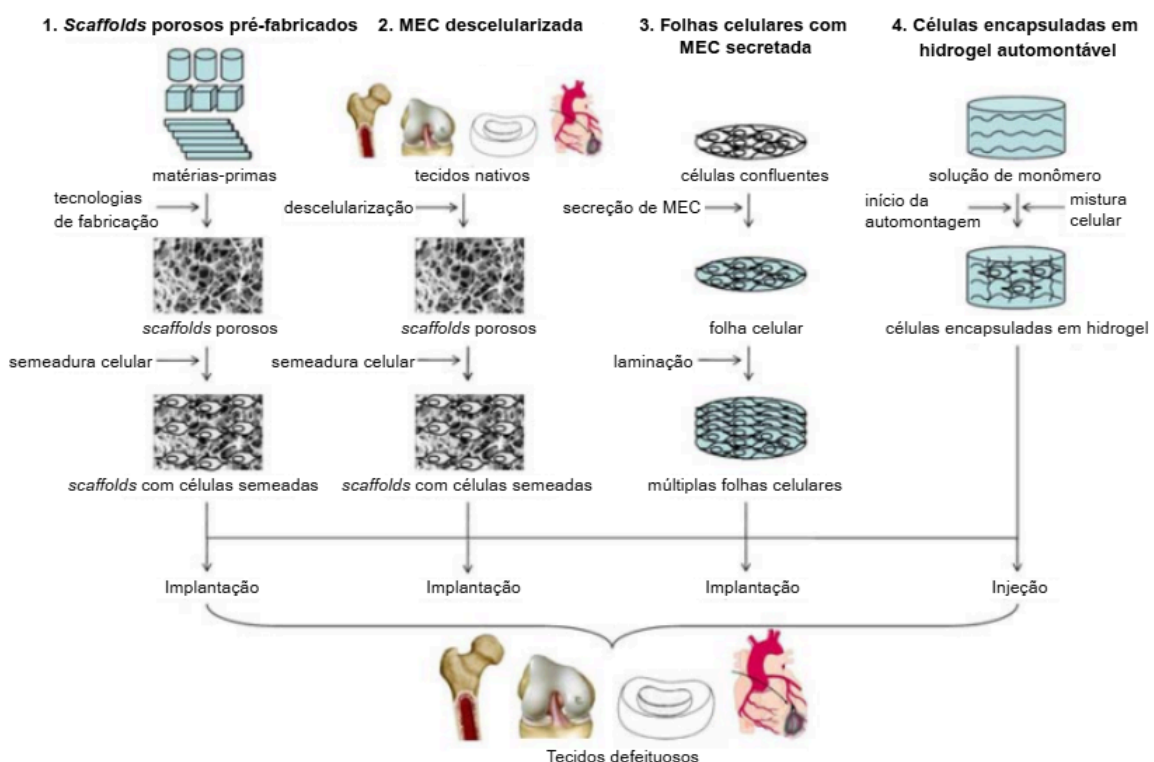 1. Scaffolds porosos pré-fabricados
2. MEC descelularizada
3. Folhas celulares com
MEC secretada
4. Células encapsuladas em
hidrogel automontável
matérias-primas
tecidos nativos
células confluentes
solução de monômero
tecnologias
de fabricação
descelularização
secreção de MEC
início da
automontagem
mistura
celular
scaffolds porosos
scaffolds porosos
folha celular
células encapsuladas em hidrogel
semeadura celular
semeadura celular
laminação
scaffolds com células semeadas
scaffolds com células semeadas
múltiplas folhas celulares
Implantação
Implantação
Implantação
Injeção
Tecidos defeituosos